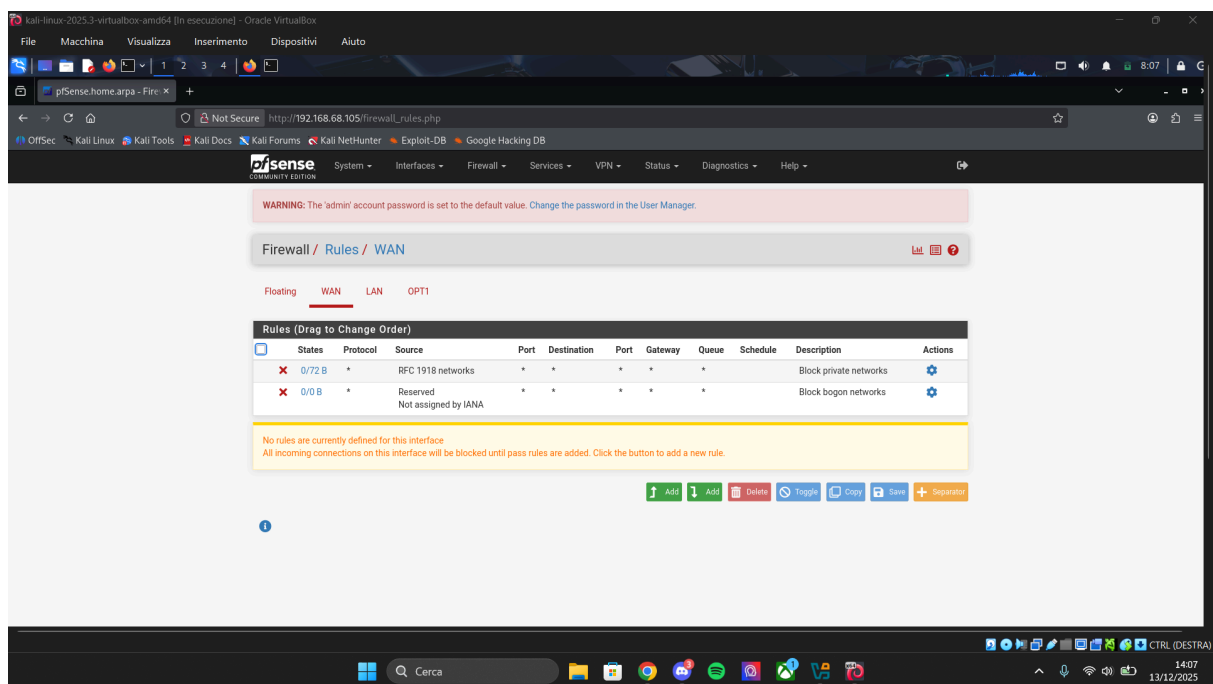 kali-linux-2025.3-virtualbox-amd64 [In esecuzione] - Oracle VirtualBox
File Macchina Visualizza Inserimento Dispositivi Aiuto
1 2 3 4 8:07
pfSense.home.arpa - Fire
Not Secure http://192.168.68.105/firewall_rules.php
OffSec Kali Linux Kali Tools Kali Docs Kali Forums Kali NetHunter Exploit-DB Google Hacking DB
pfsense System Interfaces Firewall Services VPN Status Diagnostics Help
COMMUNITY EDITION
WARNING: The 'admin' account password is set to the default value. Change the password in the User Manager.
Firewall / Rules / WAN
Floating WAN LAN OPT1
Rules (Drag to Change Order)
States Protocol Source Port Destination Port Gateway Queue Schedule Description Actions
0/72 B * RFC 1918 networks * * * * * Block private networks
0/0 B * Reserved * * * * * Block bogon networks
Not assigned by IANA
No rules are currently defined for this interface
All incoming connections on this interface will be blocked until pass rules are added. Click the button to add a new rule.
Add Add Delete Toggle Copy Save Separator
CTRL (DESTRA)
Cerca
14:07
13/12/2025